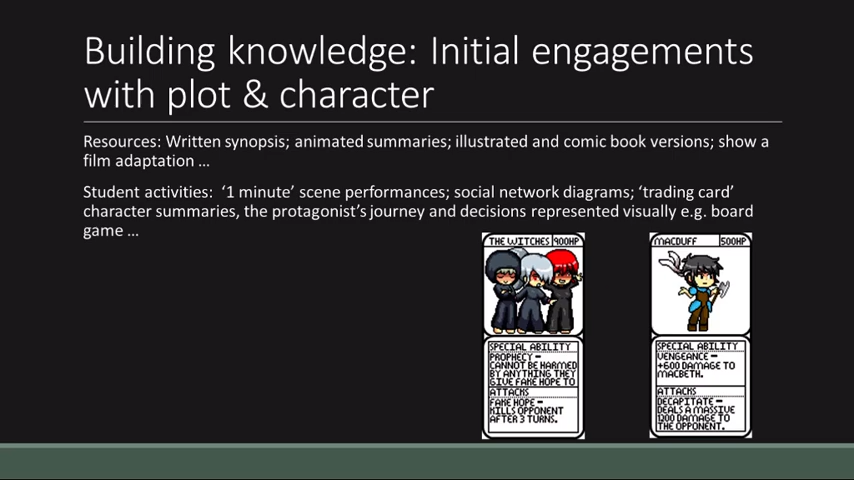 Building knowledge: Initial engagements
with plot & character
Resources: Written synopsis; animated summaries; illustrated and comic book versions; show a
film adaptation …
Student activities:  ‘1 minute’ scene performances; social network diagrams; ‘trading card’
character summaries, the protagonist’s journey and decisions represented visually e.g. board
game …
THE WITCHES 900HP
SPECIAL ABILITY
PROPHECY -
CANNOT BE HARMED
BY ANYTHING THEY
GIVE FAKE HOPE TO
ATTACKS
FAKE HOPE -
KILLS OPPONENT
AFTER 3 TURNS.
MACDUFF 500HP
SPECIAL ABILITY
VENGEANCE -
+600 DAMAGE TO
MACBETH.
ATTACKS
DECAPITATE -
DEALS A MASSIVE
1200 DAMAGE TO
THE OPPONENT.